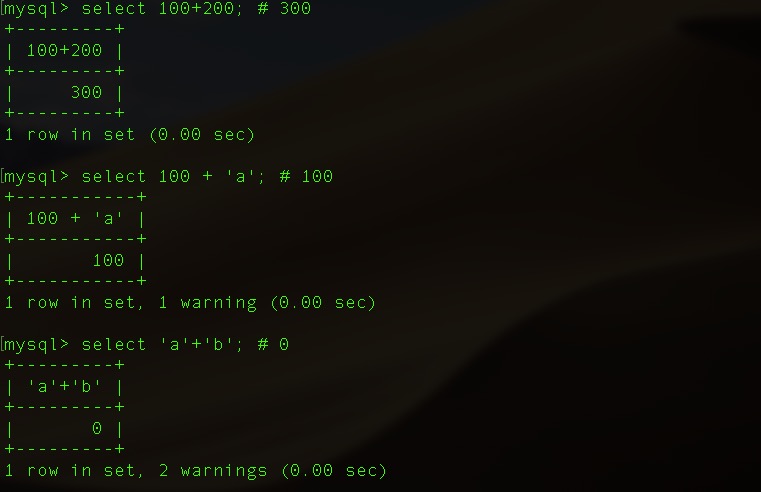 [mysql> select 100+200; # 300
+---------+
| 100+200 |
+---------+
|     300 |
+---------+
1 row in set (0.00 sec)
[mysql> select 100 + 'a'; # 100
+-----------+
| 100 + 'a' |
+-----------+
|       100 |
+-----------+
1 row in set, 1 warning (0.00 sec)
[mysql> select 'a'+'b'; # 0
+---------+
| 'a'+'b' |
+---------+
|       0 |
+---------+
1 row in set, 2 warnings (0.00 sec)